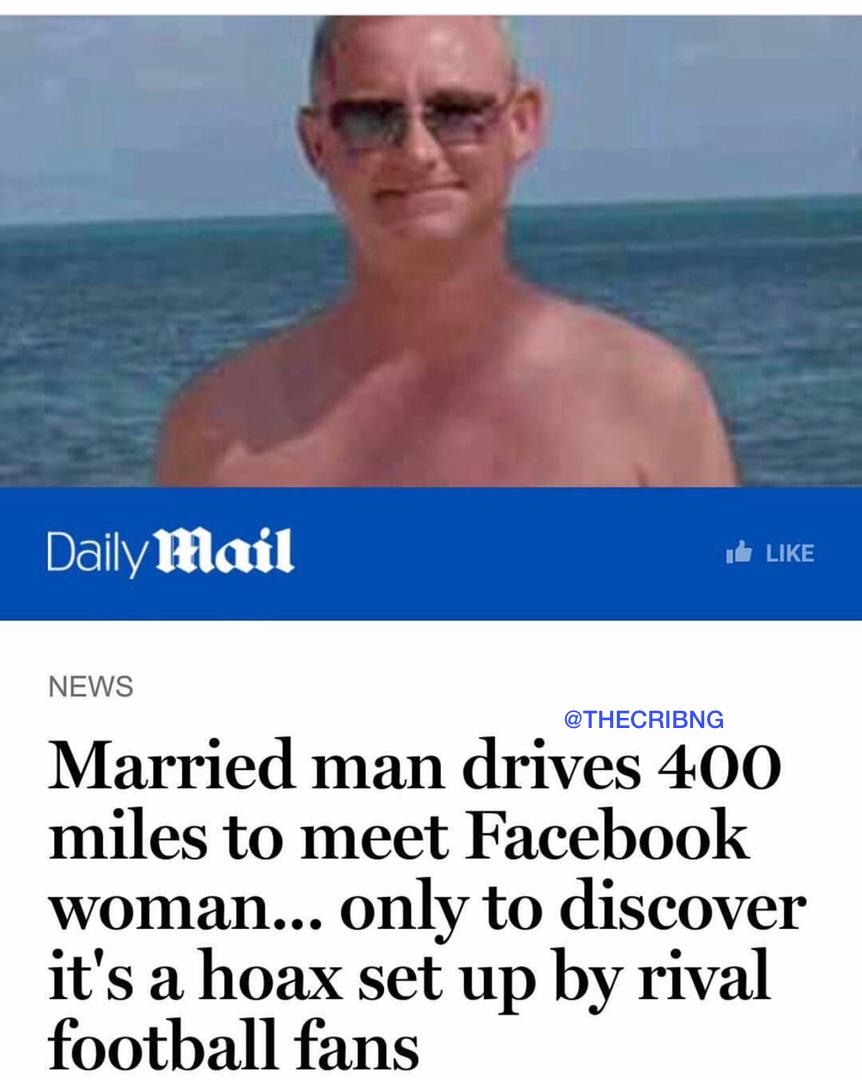 Daily Mail
LIKE
NEWS
@THECRIBNG
Married man drives 400
miles to meet Facebook
woman... only to discover
it's a hoax set up by rival
football fans